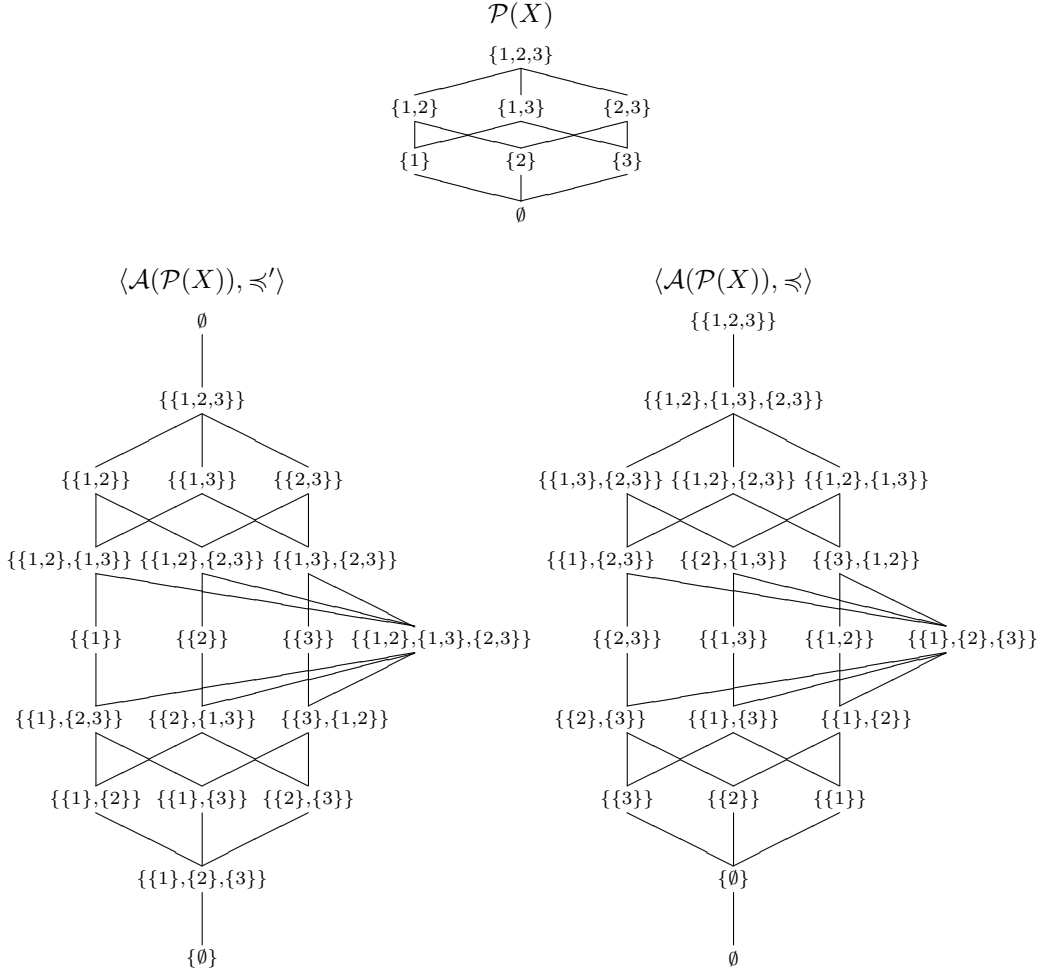 𝒫(X)
{1,2,3}
{1,2} {1,3} {2,3}
{1} {2} {3}
∅
⟨𝒜(𝒫(X)), ≼′⟩ ⟨𝒜(𝒫(X)), ≼⟩
∅ {{1,2,3}}
{{1,2,3}} {{1,2},{1,3},{2,3}}
{{1,2}} {{1,3}} {{2,3}} {{1,3},{2,3}} {{1,2},{2,3}} {{1,2},{1,3}}
{{1,2},{1,3}} {{1,2},{2,3}} {{1,3},{2,3}} {{1},{2,3}} {{2},{1,3}} {{3},{1,2}}
{{1}} {{2}} {{3}} {{1,2},{1,3},{2,3}} {{2,3}} {{1,3}} {{1,2}} {{1},{2},{3}}
{{1},{2,3}} {{2},{1,3}} {{3},{1,2}} {{2},{3}} {{1},{3}} {{1},{2}}
{{1},{2}} {{1},{3}} {{2},{3}} {{3}} {{2}} {{1}}
{{1},{2},{3}} {∅}
{∅} ∅